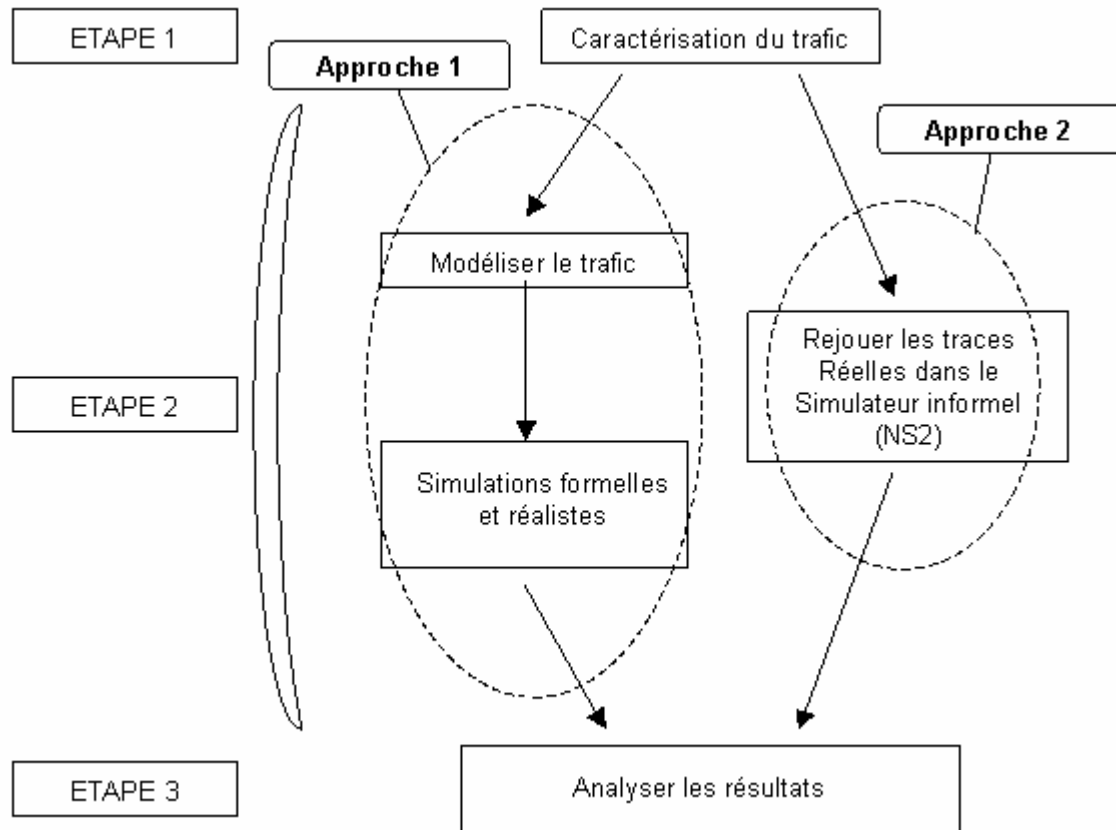 ETAPE 1
Caractérisation du trafic
Approche 1
Approche 2
Modéliser le trafic
Rejouer les traces
Réelles dans le
Simulateur informel
(NS2)
ETAPE 2
Simulations formelles
et réalistes
ETAPE 3
Analyser les résultats